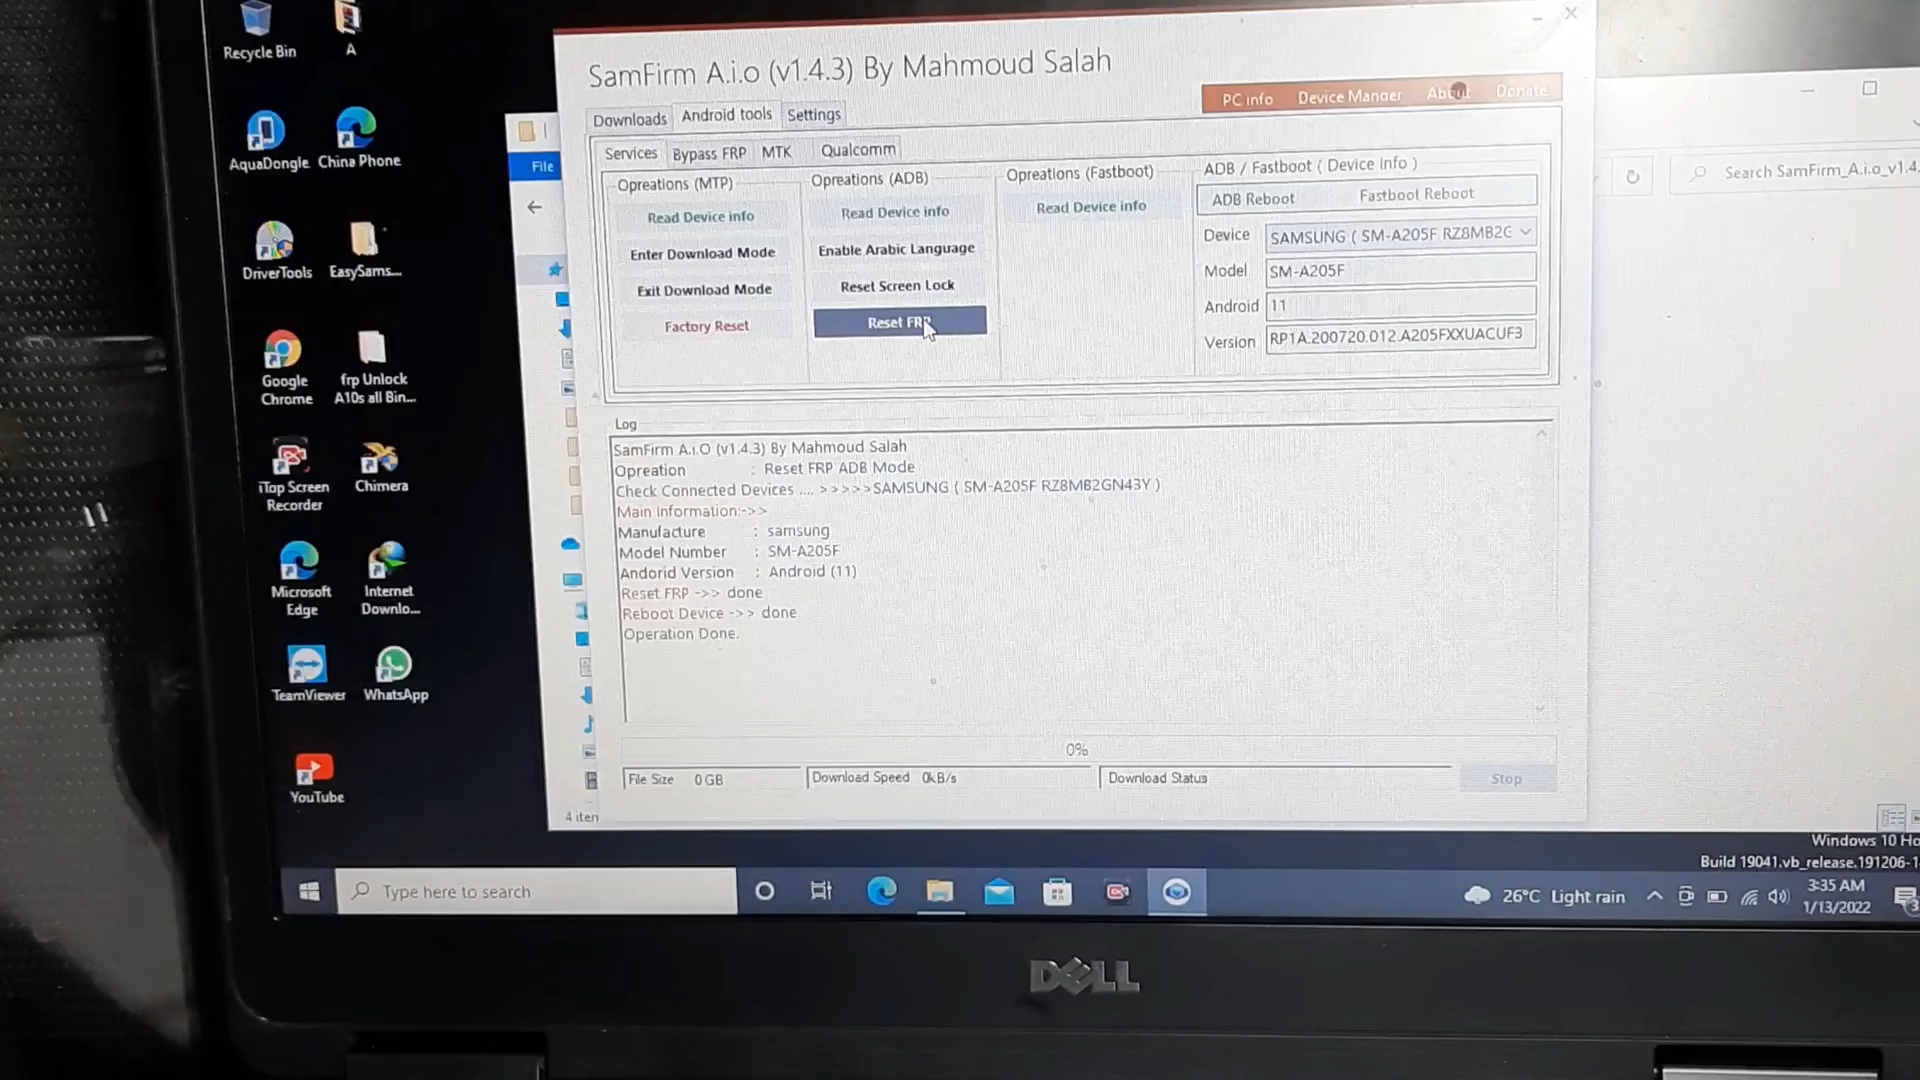 Recycle Bin
A
AquaDongle
China Phone
DriverTools
EasySams...
Google
Chrome
frp Unlock
A10s all Bin...
iTop Screen
Recorder
Chimera
Microsoft
Edge
Internet
Downlo...
TeamViewer
WhatsApp
YouTube
File
4 iten
SamFirm A.i.o (v1.4.3) By Mahmoud Salah
PC info
Device Manger
About
Donate
Downloads
Android tools
Settings
Services
Bypass FRP
MTK
Qualcomm
Opreations (MTP)
Read Device info
Enter Download Mode
Exit Download Mode
Factory Reset
Opreations (ADB)
Read Device info
Enable Arabic Language
Reset Screen Lock
Reset FRP
Opreations (Fastboot)
Read Device info
ADB / Fastboot ( Device Info )
ADB Reboot
Fastboot Reboot
Device
SAMSUNG ( SM-A205F RZ8MB2G
Model
SM-A205F
Android
11
Version
RP1A.200720.012.A205FXXUACUF3
Log
SamFirm A.i.O (v1.4.3) By Mahmoud Salah
Opreation : Reset FRP ADB Mode
Check Connected Devices .... >>>>>SAMSUNG ( SM-A205F RZ8MB2GN43Y )
Main Information:->>
Manufacture : samsung
Model Number : SM-A205F
Andorid Version : Android (11)
Reset FRP ->> done
Reboot Device ->> done
Operation Done.
0%
File Size 0 GB
Download Speed 0kB/s
Download Status
Stop
Search SamFirm_A.i.o_v1.4.
Windows 10 Ho
Build 19041.vb_release.191206-1
Type here to search
26°C Light rain
3:35 AM
1/13/2022
3
DELL